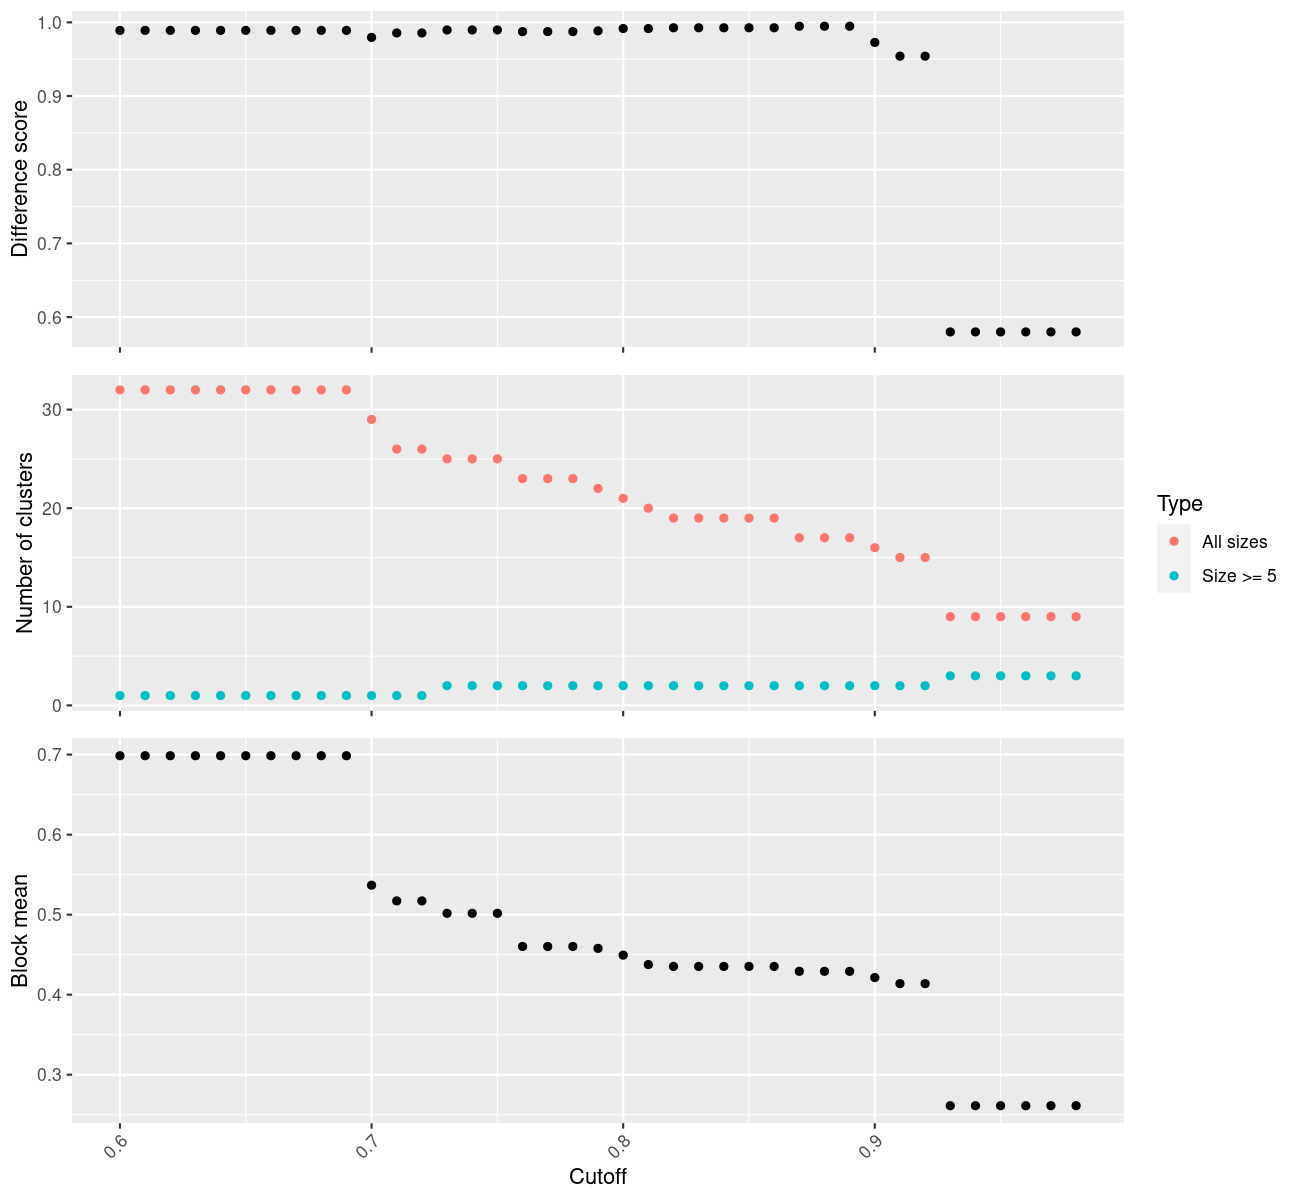 Difference score
1.0
0.9
0.8
0.7
0.6
Number of clusters
30
20
10
0
Type
All sizes
Size >= 5
Block mean
0.7
0.6
0.5
0.4
0.3
0.6
0.7
0.8
0.9
Cutoff